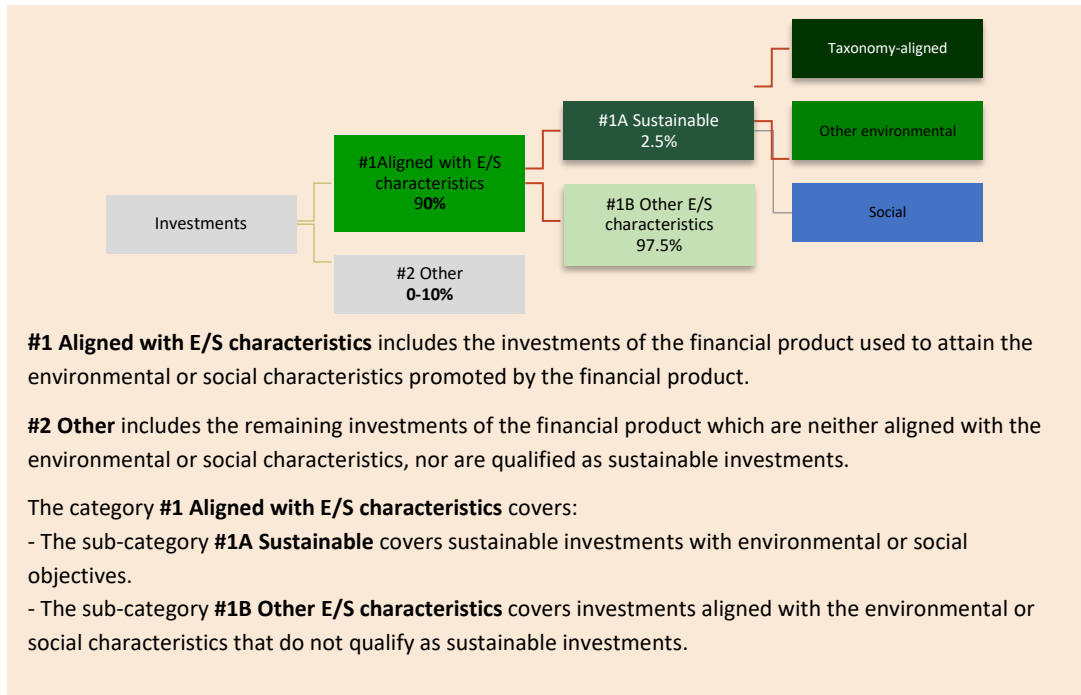 Taxonomy-aligned
#1A Sustainable
2.5%
Other environmental
#1Aligned with E/S
characteristics
90%
#1B Other E/S
characteristics
97.5%
Social
Investments
#2 Other
0-10%
#1 Aligned with E/S characteristics includes the investments of the financial product used to attain the
environmental or social characteristics promoted by the financial product.
#2 Other includes the remaining investments of the financial product which are neither aligned with the
environmental or social characteristics, nor are qualified as sustainable investments.
The category #1 Aligned with E/S characteristics covers:
- The sub-category #1A Sustainable covers sustainable investments with environmental or social
objectives.
- The sub-category #1B Other E/S characteristics covers investments aligned with the environmental or
social characteristics that do not qualify as sustainable investments.